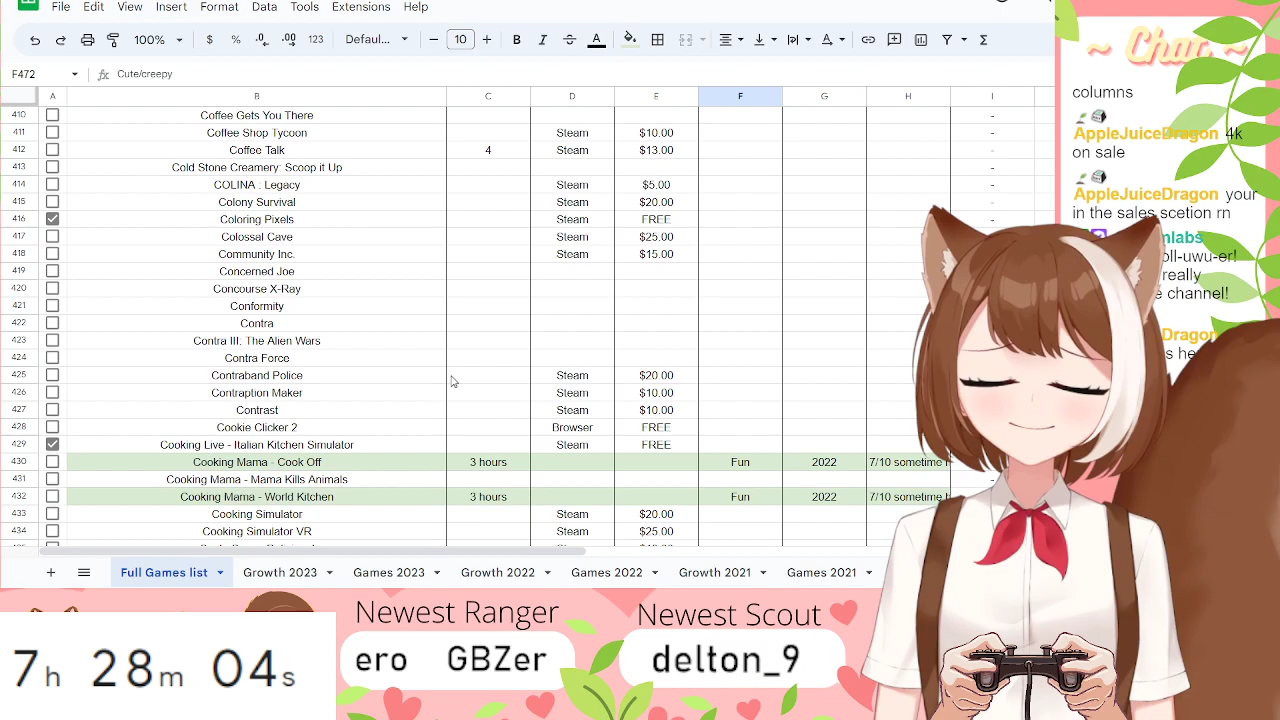 File Edit View Insert Format Data Tools Extensions Help
100% $ % .0 .00 123 Defaul... − 10 + B I A
F472 fx Cute/creepy
A B C D E F G H I
410 Coffee Gets You There -
411 Coffee Shop Tycoon Steam $10.00 -
412 Coffee Talk 4 Steam $13.00 -
413 Cold Stone Creamery: Scoop it Up -
414 COLINA : Legacy Steam $5.00 -
415 Colony Survival Steam $20.00 -
416 Coloring Pixels Steam FREE -
417 Colossal Cave Steam $25.00
418 Community Inc. Steam $15.00
419 Concerned Joe
420 Concourse X-Ray
421 Conformity
422 Contra
423 Contra III: The Alien Wars
424 Contra Force
425 Contraband Police Steam $20.00
426 Contraption Maker Steam $10.00
427 Contrast Steam $10.00
428 Cookie Clicker 2 Browser FREE
429 Cooking Live - Italian Kitchen Simulator Steam FREE
430 Cooking Mama - Cook Off 3 hours Fun 2022 7/10 sometime
431 Cooking Mama - Mama Kills Animals -
432 Cooking Mama - World Kitchen 3 hours Fun 2022 7/10 sometime
433 Cooking Simulator Steam $20.00
434 Cooking Simulator VR Steam $25.00
+ Full Games list Growth 2023 Games 2023 Growth 2022 Games 2022 Growth 2021 Games 2021
~ Chat ~
columns
AppleJuiceDragon 4k
on sale
AppleJuiceDragon your
in the sales scetion rn
mlabs
oll-uwu-er!
really
e channel!
Dragon
s he
Newest Ranger
ero GBZer
Newest Scout
delton_9
7h 28m 04s